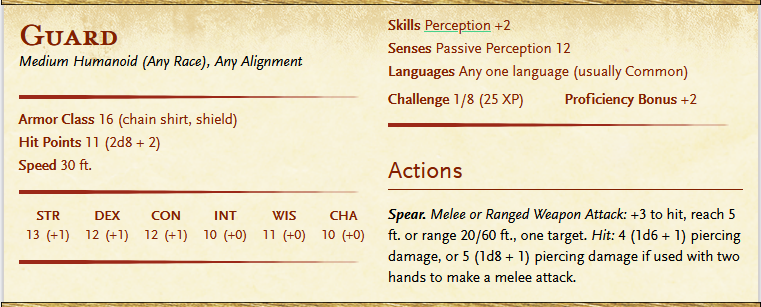 GUARD
Medium Humanoid (Any Race), Any Alignment
Armor Class 16 (chain shirt, shield)
Hit Points 11 (2d8 + 2)
Speed 30 ft.
STR DEX CON INT WIS CHA
13 (+1) 12 (+1) 12 (+1) 10 (+0) 11 (+0) 10 (+0)
Skills Perception +2
Senses Passive Perception 12
Languages Any one language (usually Common)
Challenge 1/8 (25 XP) Proficiency Bonus +2
Actions
Spear. Melee or Ranged Weapon Attack: +3 to hit, reach 5
ft. or range 20/60 ft., one target. Hit: 4 (1d6 + 1) piercing
damage, or 5 (1d8 + 1) piercing damage if used with two
hands to make a melee attack.